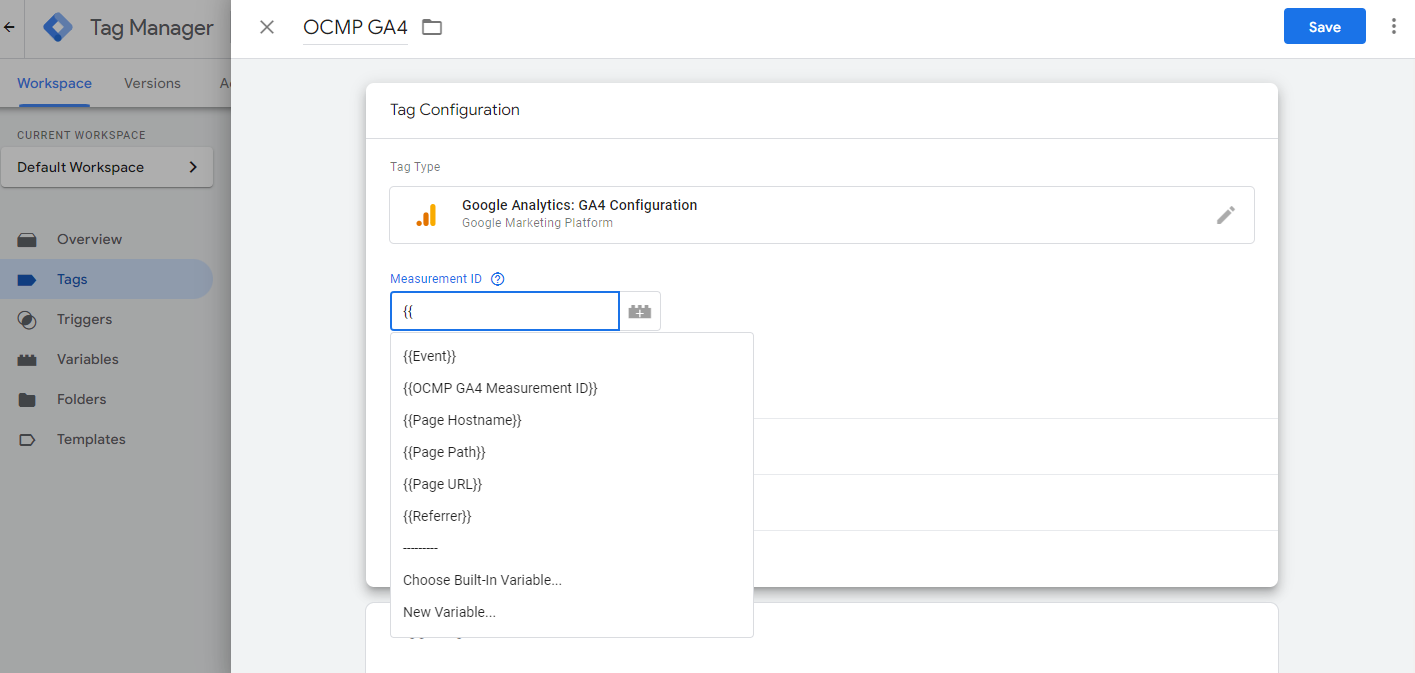 Tag Manager
OCMP GA4
Save
Workspace
Versions
CURRENT WORKSPACE
Default Workspace
Overview
Tags
Triggers
Variables
Folders
Templates
Tag Configuration
Tag Type
Google Analytics: GA4 Configuration
Google Marketing Platform
Measurement ID
{{
{{Event}}
{{OCMP GA4 Measurement ID}}
{{Page Hostname}}
{{Page Path}}
{{Page URL}}
{{Referrer}}
---------
Choose Built-In Variable...
New Variable...